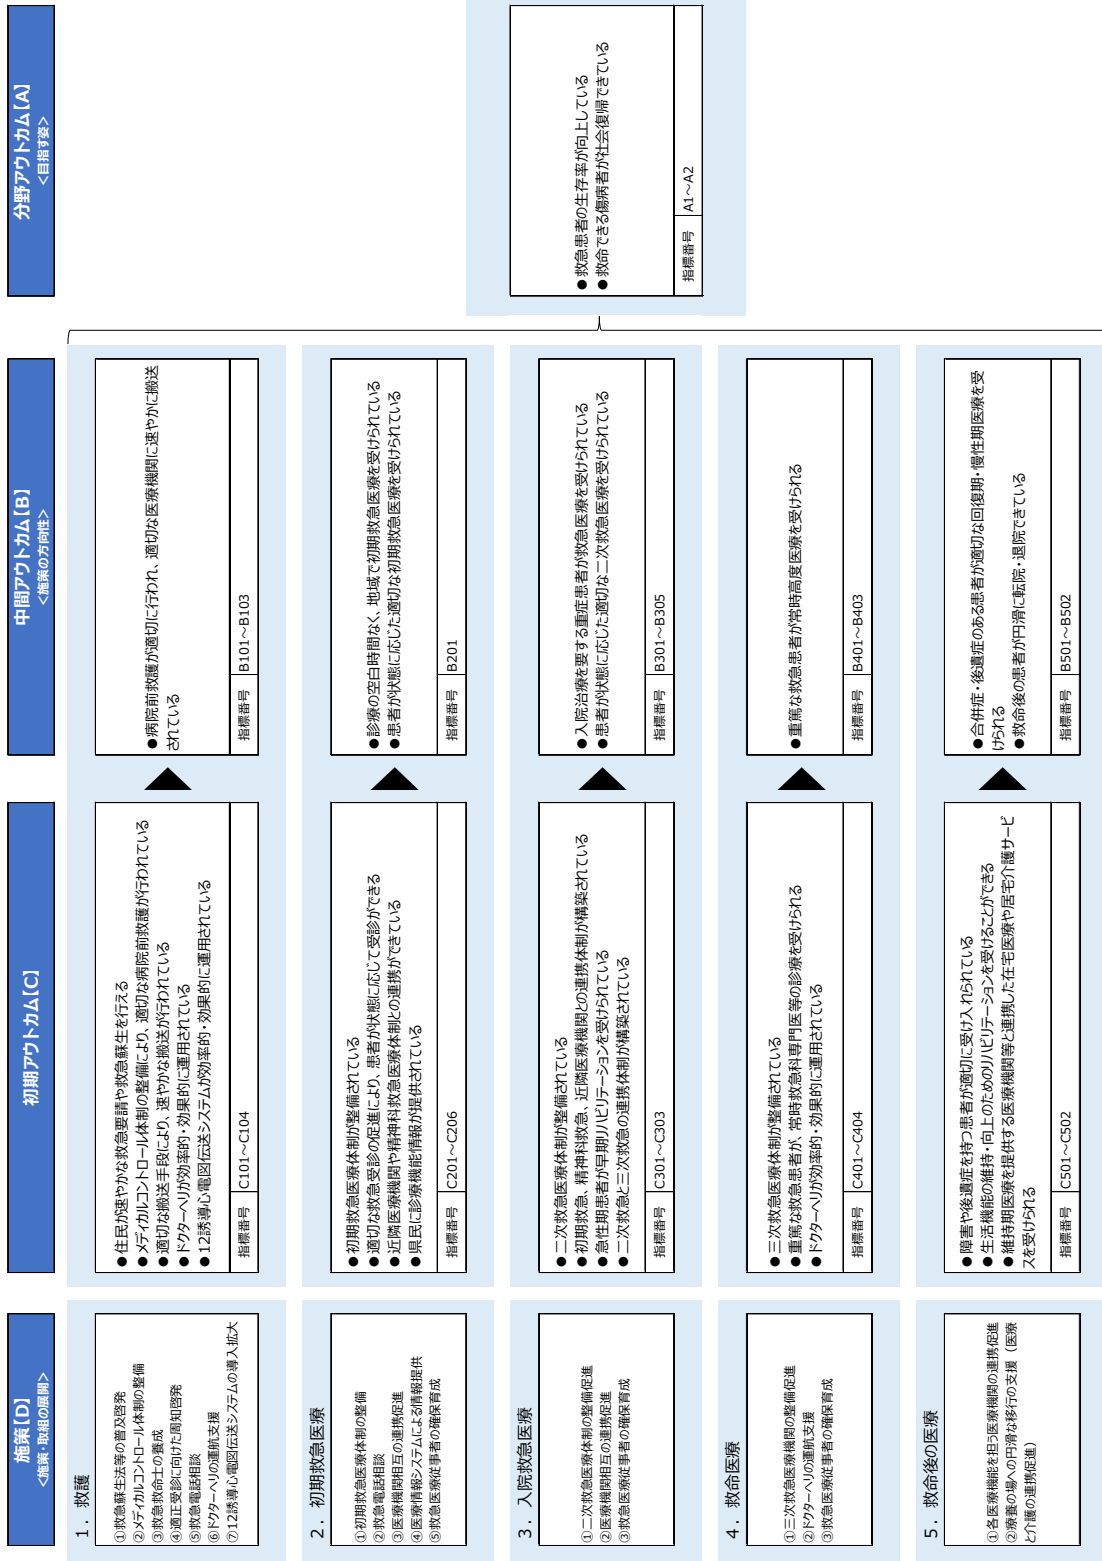 施策【D】
<施策・取組の展開>
初期アウトカム【C】
中間アウトカム【B】
<施策の方向性>
分野アウトカム【A】
<目指す姿>
1．救護
①救急蘇生法等の普及啓発
②メディカルコントロール体制の整備
③救急救命士の養成
④適正受診に向けた周知啓発
⑤救急電話相談
⑥ドクターヘリの運航支援
⑦12誘導心電図伝送システムの導入拡大
●住民が速やかな救急要請や救急蘇生を行える
●メディカルコントロール体制の整備により、適切な病院前救護が行われている
●適切な搬送手段により、速やかな搬送が行われている
●ドクターヘリが効率的・効果的に運用されている
●12誘導心電図伝送システムが効率的・効果的に運用されている
指標番号 C101～C104
●病院前救護が適切に行われ、適切な医療機関に速やかに搬送
されている
指標番号 B101～B103
2．初期救急医療
①初期救急医療体制の整備
②救急電話相談
③医療機関相互の連携促進
④医療情報システムによる情報提供
⑤救急医療従事者の確保育成
●初期救急医療体制が整備されている
●適切な救急受診の促進により、患者が状態に応じて受診ができる
●近隣医療機関や精神科救急医療体制との連携ができている
●県民に診療機能情報が提供されている
指標番号 C201～C206
●診療の空白時間なく、地域で初期救急医療を受けられている
●患者が状態に応じた適切な初期救急医療を受けられている
指標番号 B201
3．入院救急医療
①二次救急医療体制の整備促進
②医療機関相互の連携促進
③救急医療従事者の確保育成
●二次救急医療体制が整備されている
●初期救急、精神科救急、近隣医療機関との連携体制が構築されている
●急性期患者が早期リハビリテーションを受けられている
●二次救急と三次救急の連携体制が構築されている
指標番号 C301～C303
●入院治療を要する重症患者が救急医療を受けられている
●患者が状態に応じた適切な二次救急医療を受けられている
指標番号 B301～B305
4．救命医療
①三次救急医療機関の整備促進
②ドクターヘリの運航支援
③救急医療従事者の確保育成
●三次救急医療体制が整備されている
●重篤な救急患者が、常時救急科専門医等の診療を受けられる
●ドクターヘリが効率的・効果的に運用されている
指標番号 C401～C404
●重篤な救急患者が常時高度医療を受けられる
指標番号 B401～B403
5．救命後の医療
①各医療機能を担う医療機関の連携促進
②療養の場への円滑な移行の支援（医療
と介護の連携促進）
●障害や後遺症を持つ患者が適切に受け入れられている
●生活機能の維持・向上のためのリハビリテーションを受けることができる
●維持期医療を提供する医療機関等と連携した在宅医療や居宅介護サービ
スを受けられる
指標番号 C501～C502
●合併症・後遺症のある患者が適切な回復期・慢性期医療を受
けられる
●救命後の患者が円滑に転院・退院できている
指標番号 B501～B502
●救急患者の生存率が向上している
●救命できる傷病者が社会復帰できている
指標番号 A1～A2